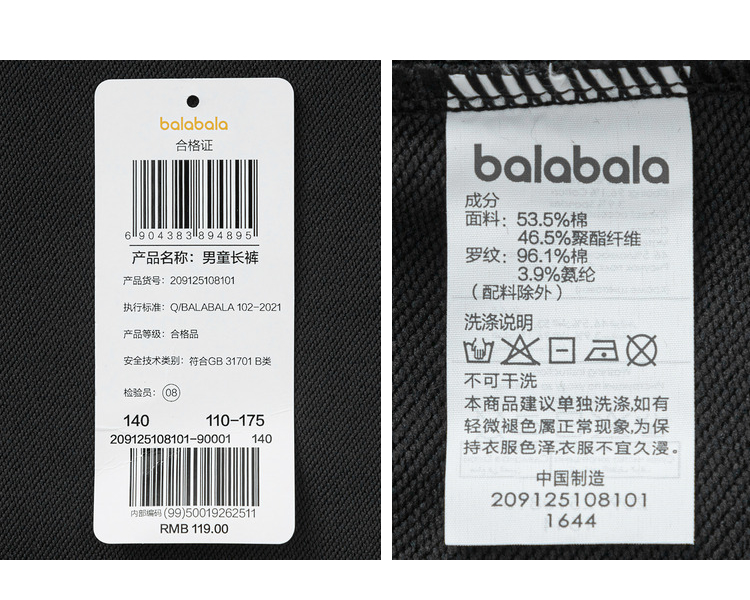 balabala
合格证
6 904383 894895
产品名称：男童长裤
产品货号：209125108101
执行标准：Q/BALABALA 102-2021
产品等级：合格品
安全技术类别：符合GB 31701 B类
检验员：08
140 110-175
209125108101-90001 140
内部编码 (99)50019262511
RMB 119.00
balabala
成分
面料：53.5%棉
46.5%聚酯纤维
罗纹：96.1%棉
3.9%氨纶
（配料除外）
洗涤说明
不可干洗
本商品建议单独洗涤,如有
轻微褪色属正常现象,为保
持衣服色泽,衣服不宜久漫。
中国制造
209125108101
1644